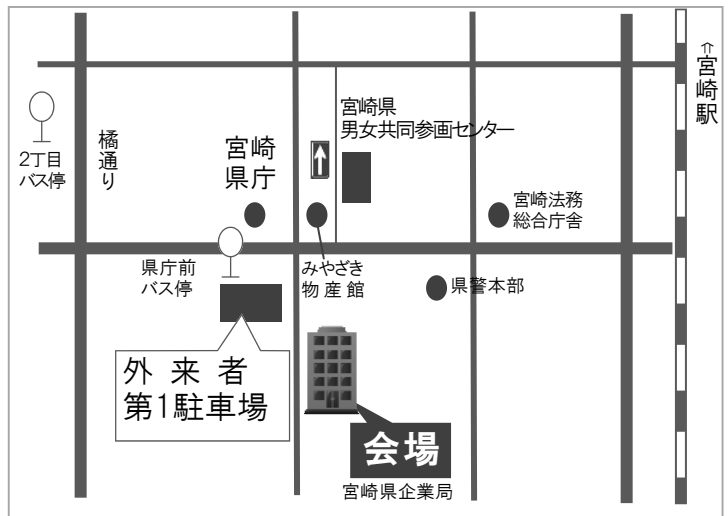 ⇑宮崎駅
宮崎県
男女共同参画センター
橘通り
宮崎
県庁
2丁目
バス停
宮崎法務
総合庁舎
県庁前
バス停
みやざき
物産館
県警本部
外来者
第1駐車場
会場
宮崎県企業局